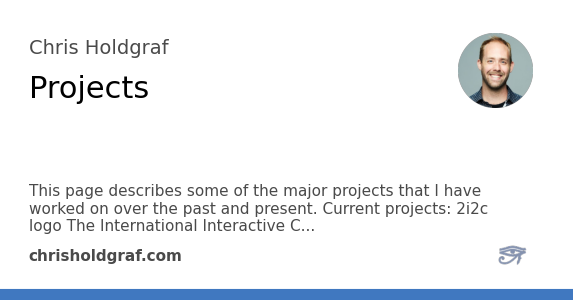 Chris Holdgraf
Projects
This page describes some of the major projects that I have
worked on over the past and present. Current projects: 2i2c
logo The International Interactive C...
chrisholdgraf.com